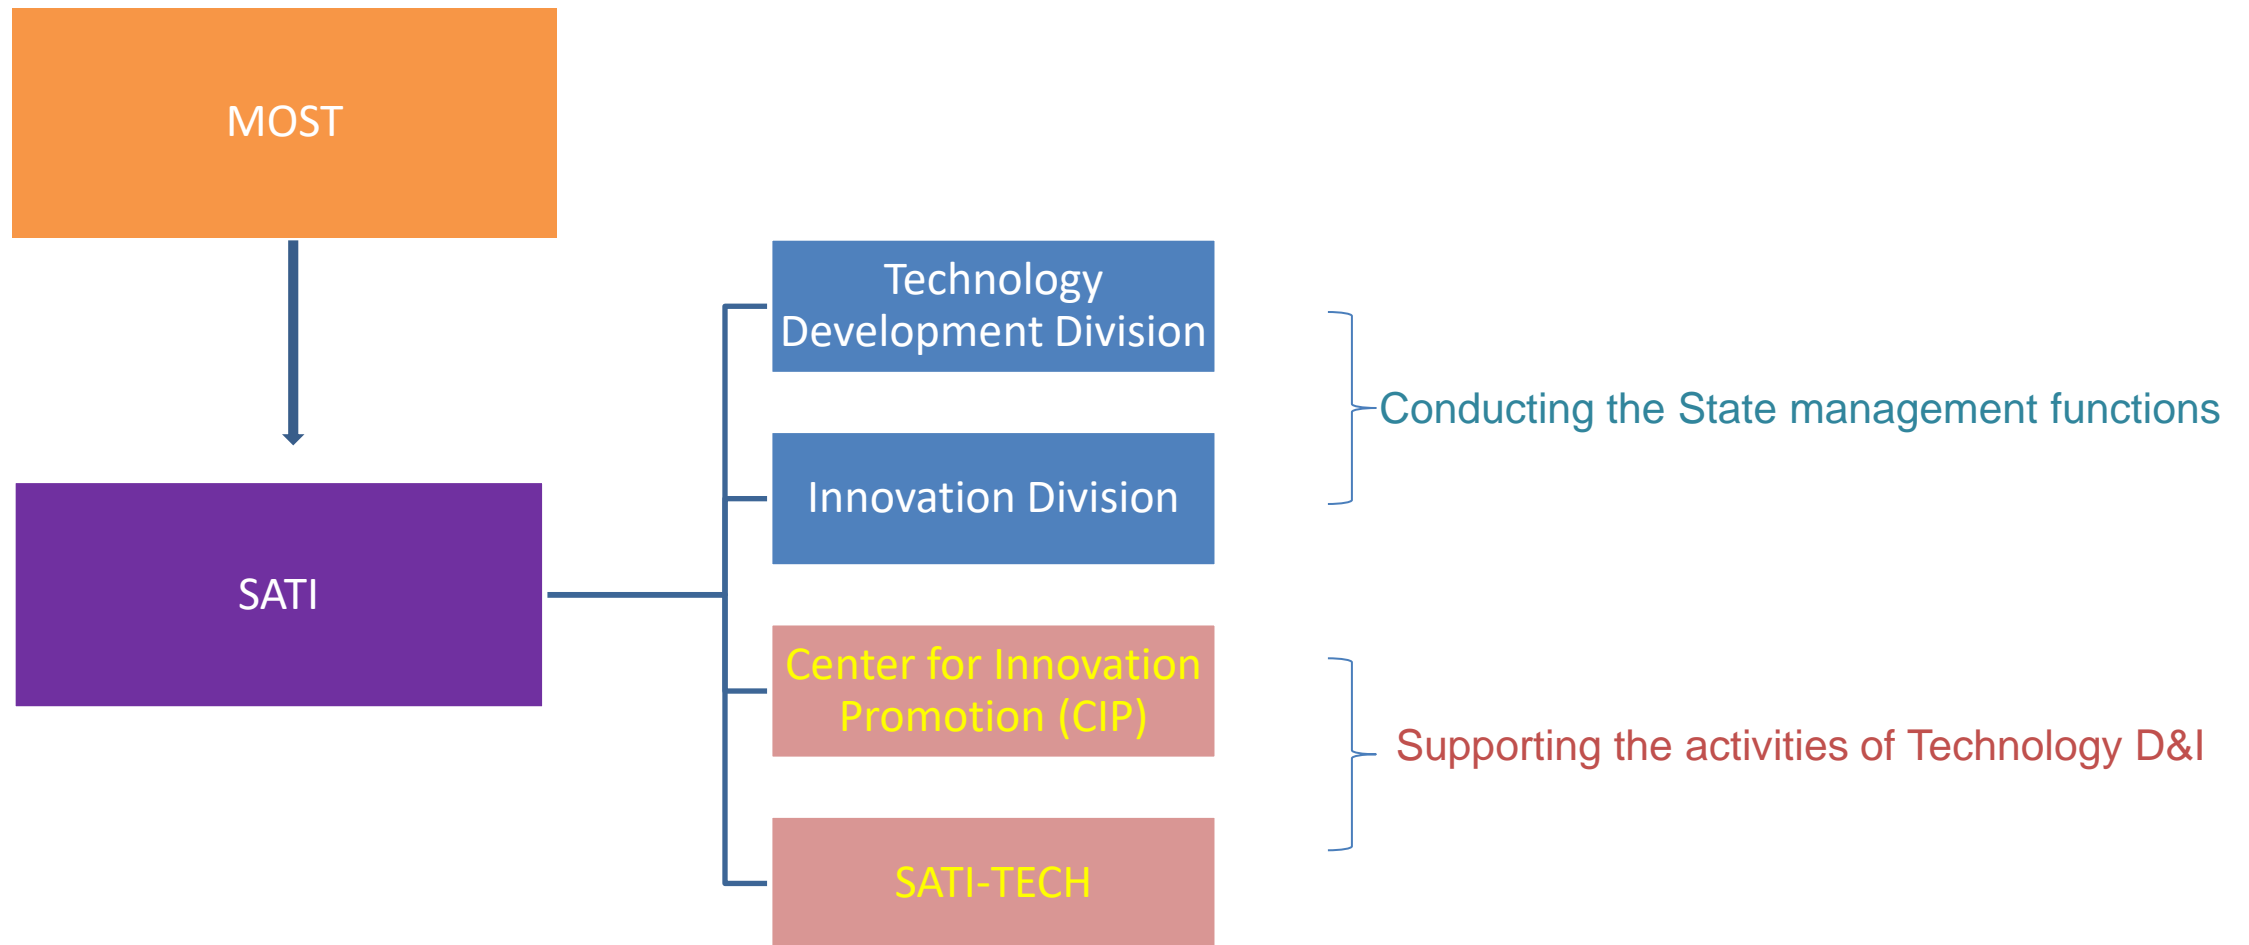 MOST
SATI
Technology
Development Division
Innovation Division
Center for Innovation
Promotion (CIP)
SATI-TECH
Conducting the State management functions
Supporting the activities of Technology D&I